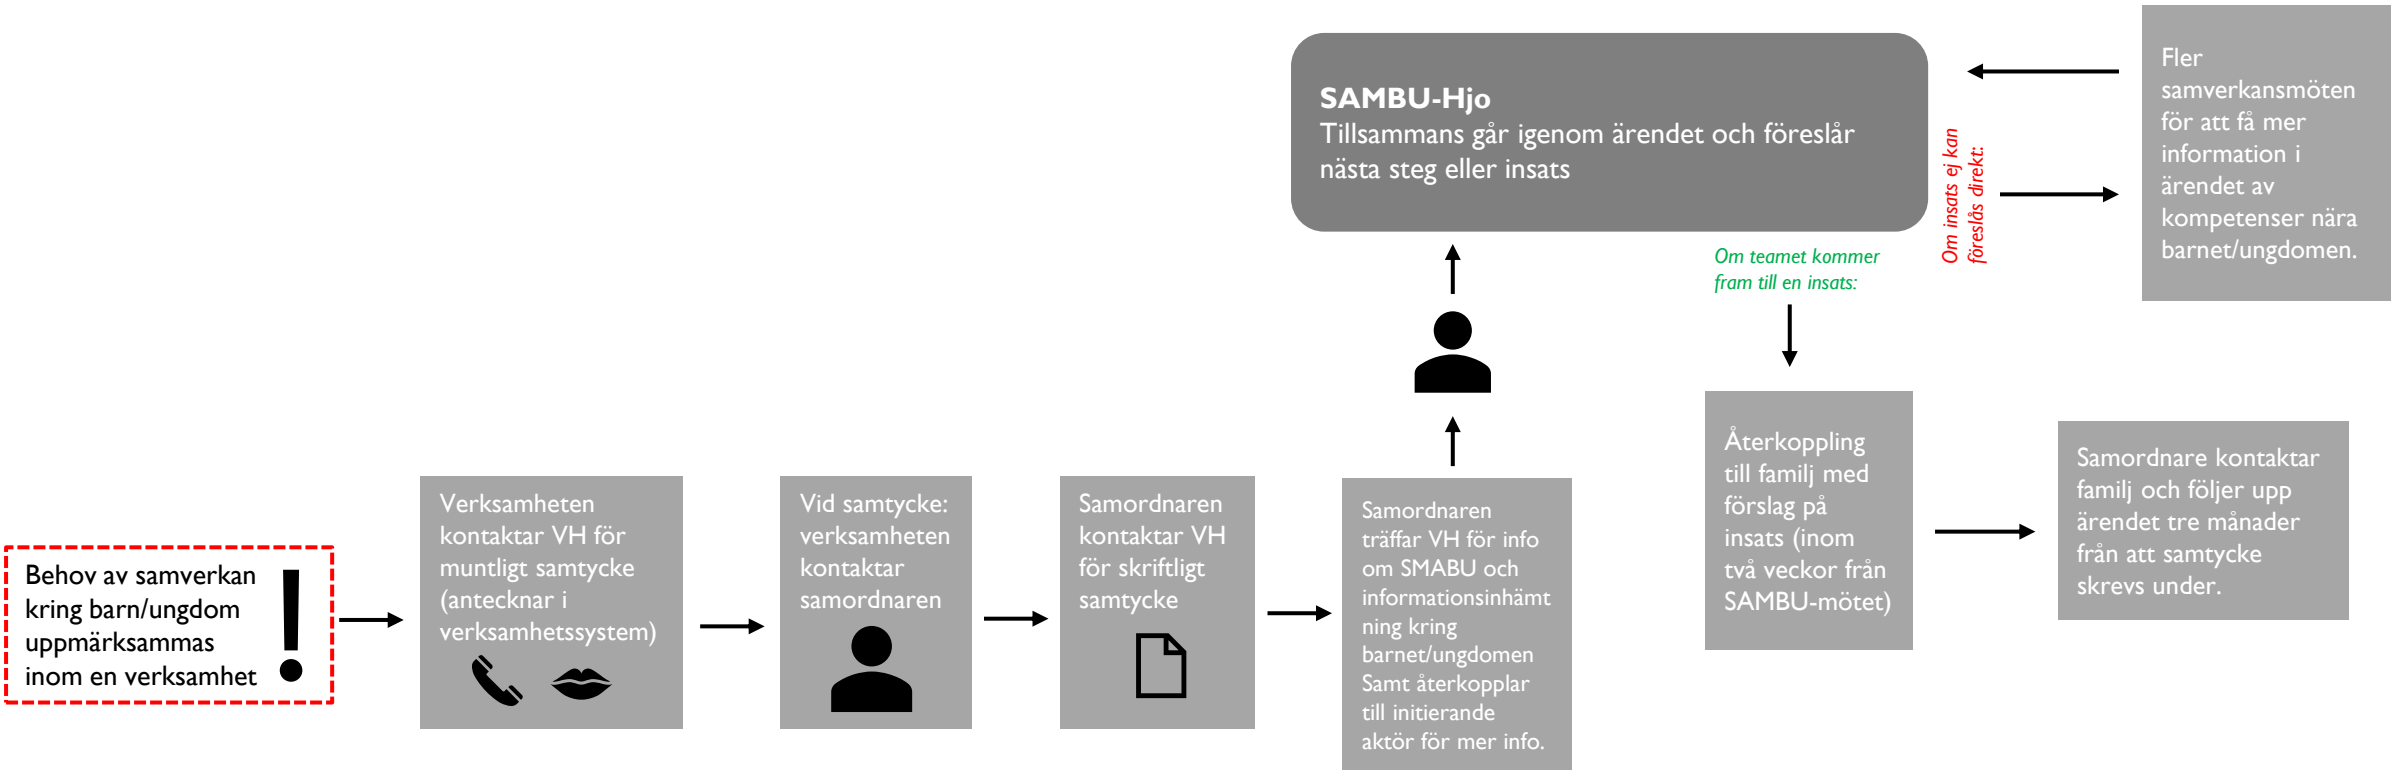 Behov av samverkan
kring barn/ungdom
uppmärksammas
inom en verksamhet
Verksamheten
kontaktar VH för
muntligt samtycke
(antecknar i
verksamhetssystem)
Vid samtycke:
verksamheten
kontaktar
samordnaren
Samordnaren
kontaktar VH
för skriftligt
samtycke
Samordnaren
träffar VH för info
om SMABU och
informationsinhämt
ning kring
barnet/ungdomen
Samt återkopplar
till initierande
aktör för mer info.
SAMBU-Hjo
Tillsammans går igenom ärendet och föreslår
nästa steg eller insats
Om insats ej kan
föreslås direkt:
Fler
samverkansmöten
för att få mer
information i
ärendet av
kompetenser nära
barnet/ungdomen.
Om teamet kommer
fram till en insats:
Återkoppling
till familj med
förslag på
insats (inom
två veckor från
SAMBU-mötet)
Samordnare kontaktar
familj och följer upp
ärendet tre månader
från att samtycke
skrevs under.